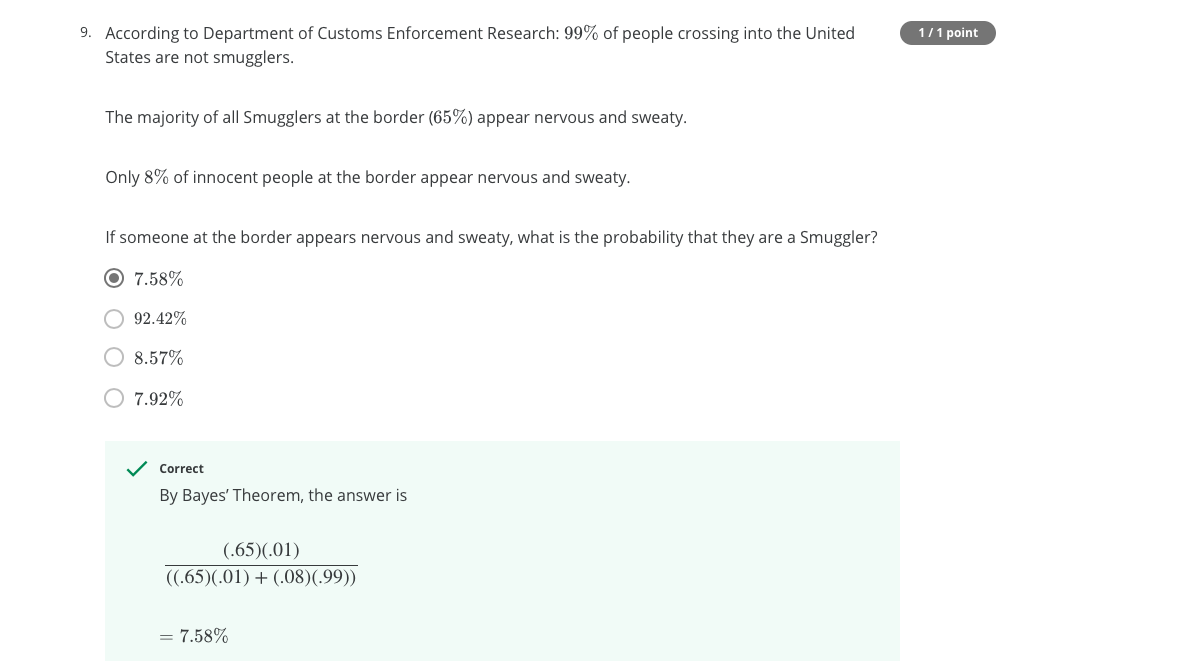 9. According to Department of Customs Enforcement Research: 99% of people crossing into the United
1 / 1 point
States are not smugglers.
The majority of all Smugglers at the border (65%) appear nervous and sweaty.
Only 8% of innocent people at the border appear nervous and sweaty.
If someone at the border appears nervous and sweaty, what is the probability that they are a Smuggler?
7.58%
92.42%
8.57%
7.92%
Correct
By Bayes’ Theorem, the answer is
(.65)(.01)
((.65)(.01) + (.08)(.99))
= 7.58%